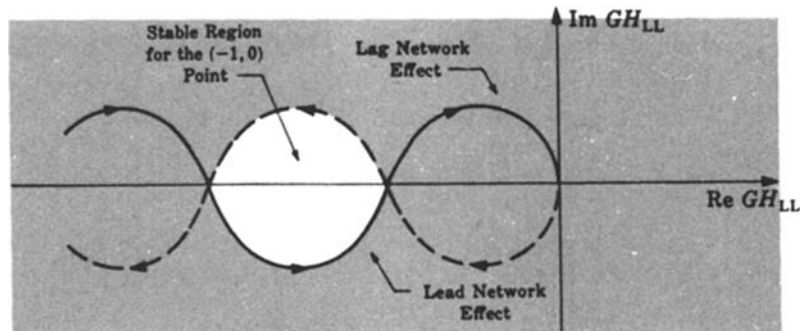 Stable Region
for the (−1, 0)
Point
Lag Network
Effect
Im GH_LL
Re GH_LL
Lead Network
Effect